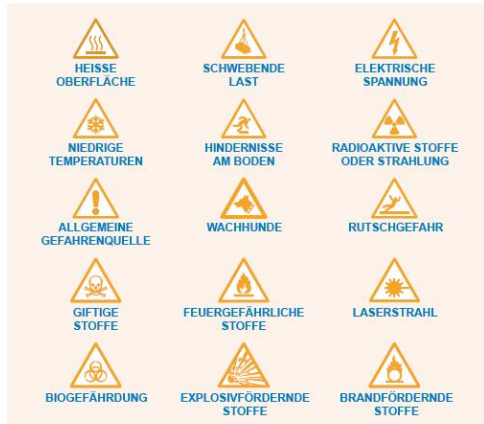 HEISSE
OBERFLÄCHE
SCHWEBENDE
LAST
ELEKTRISCHE
SPANNUNG
NIEDRIGE
TEMPERATUREN
HINDERNISSE
AM BODEN
RADIOAKTIVE STOFFE
ODER STRAHLUNG
ALLGEMEINE
GEFAHRENQUELLE
WACHHUNDE
RUTSCHGEFAHR
GIFTIGE
STOFFE
FEUERGEFÄHRLICHE
STOFFE
LASERSTRAHL
BIOGEFÄHRDUNG
EXPLOSIVFÖRDERNDE
STOFFE
BRANDFÖRDERNDE
STOFFE